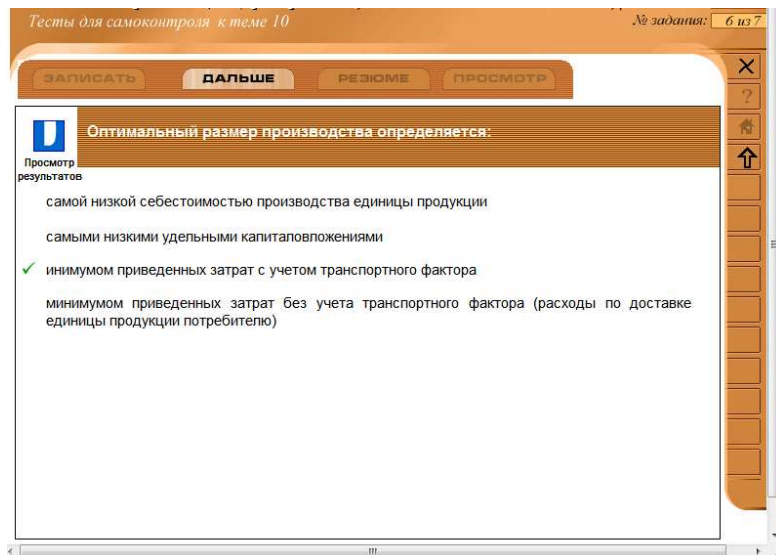 Тесты для самоконтроля к теме 10
№ задания: 6 из 7
ЗАПИСАТЬ ДАЛЬШЕ РЕЗЮМЕ ПРОСМОТР
Оптимальный размер производства определяется:
Просмотр
результатов
самой низкой себестоимостью производства единицы продукции
самыми низкими удельными капиталовложениями
инимумом приведенных затрат с учетом транспортного фактора
минимумом приведенных затрат без учета транспортного фактора (расходы по доставке
единицы продукции потребителю)